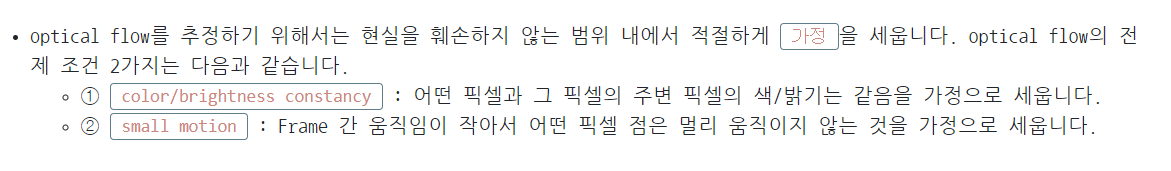 • optical flow를 추정하기 위해서는 현실을 훼손하지 않는 범위 내에서 적절하게 가정을 세웁니다. Optical flow의 전
제 조건 2가지는 다음과 같습니다.
◦ ① color/brightness constancy : 어떤 픽셀과 그 픽셀의 주변 픽셀의 색/밝기는 같음을 가정으로 세웁니다.
◦ ② small motion : Frame 간 움직임이 작아서 어떤 픽셀 점은 멀리 움직이지 않는 것을 가정으로 세웁니다.